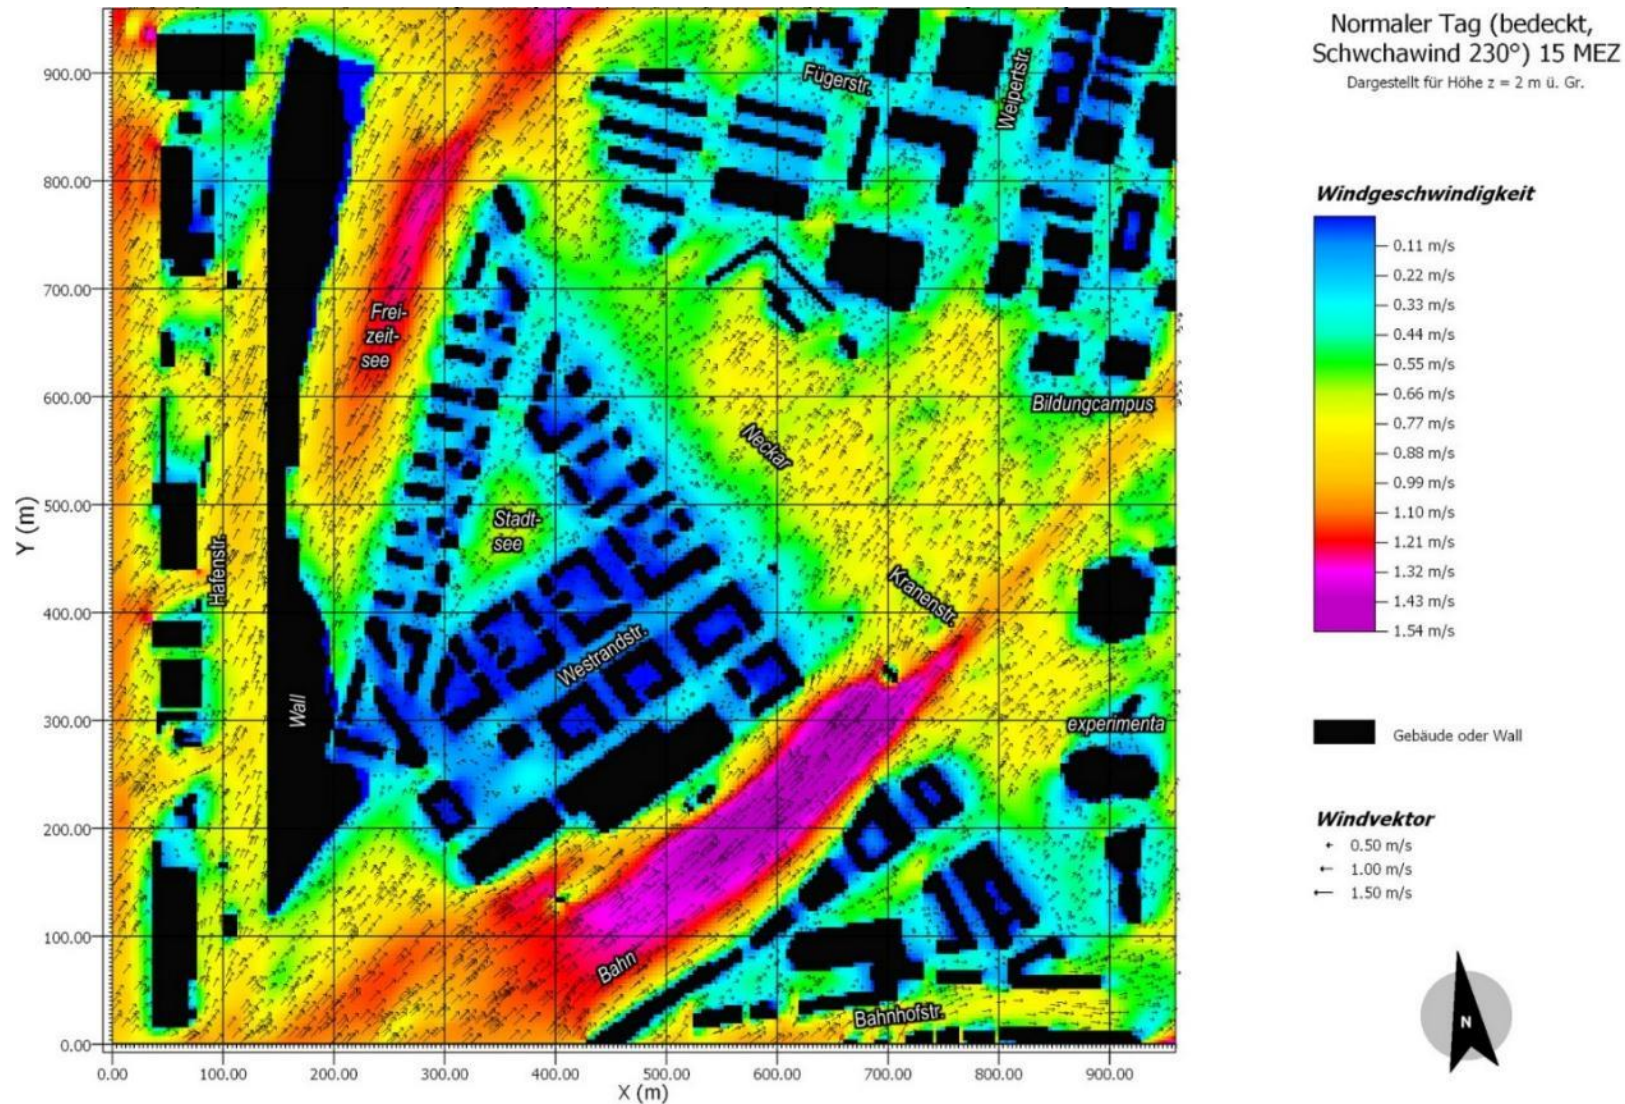 Normaler Tag (bedeckt,
Schwchawind 230°) 15 MEZ
Dargestellt für Höhe z = 2 m ü. Gr.
Windgeschwindigkeit
0.11 m/s
0.22 m/s
0.33 m/s
0.44 m/s
0.55 m/s
0.66 m/s
0.77 m/s
0.88 m/s
0.99 m/s
1.10 m/s
1.21 m/s
1.32 m/s
1.43 m/s
1.54 m/s
Gebäude oder Wall
Windvektor
0.50 m/s
1.00 m/s
1.50 m/s
N
Y (m)
900.00
800.00
700.00
600.00
500.00
400.00
300.00
200.00
100.00
0.00
0.00
100.00
200.00
300.00
400.00
500.00
600.00
700.00
800.00
900.00
X (m)
Fügerstr.
Weipertstr.
Frei-
zeit-
see
Bildungcampus
Neckar
Stadt-
see
Hafenstr.
Kranenstr.
Westrandstr.
Wall
experimenta
Bahn
Bahnhofstr.